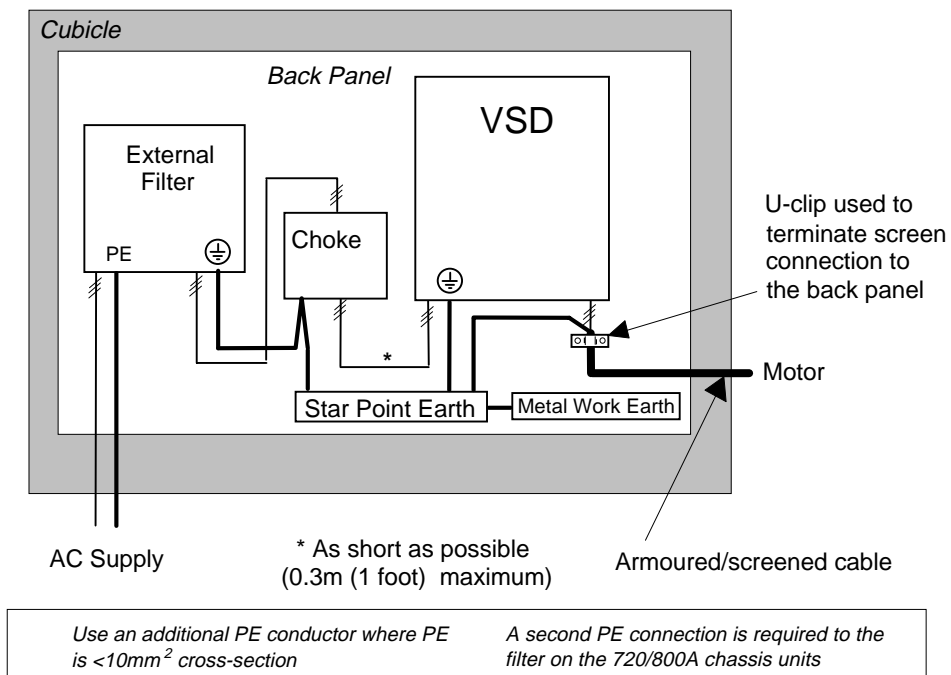 Cubicle
Back Panel
VSD
External
Filter
PE
Choke
*
Star Point Earth
Metal Work Earth
U-clip used to
terminate screen
connection to
the back panel
Motor
AC Supply
* As short as possible
(0.3m (1 foot) maximum)
Armoured/screened cable
Use an additional PE conductor where PE
is <10mm² cross-section
A second PE connection is required to the
filter on the 720/800A chassis units